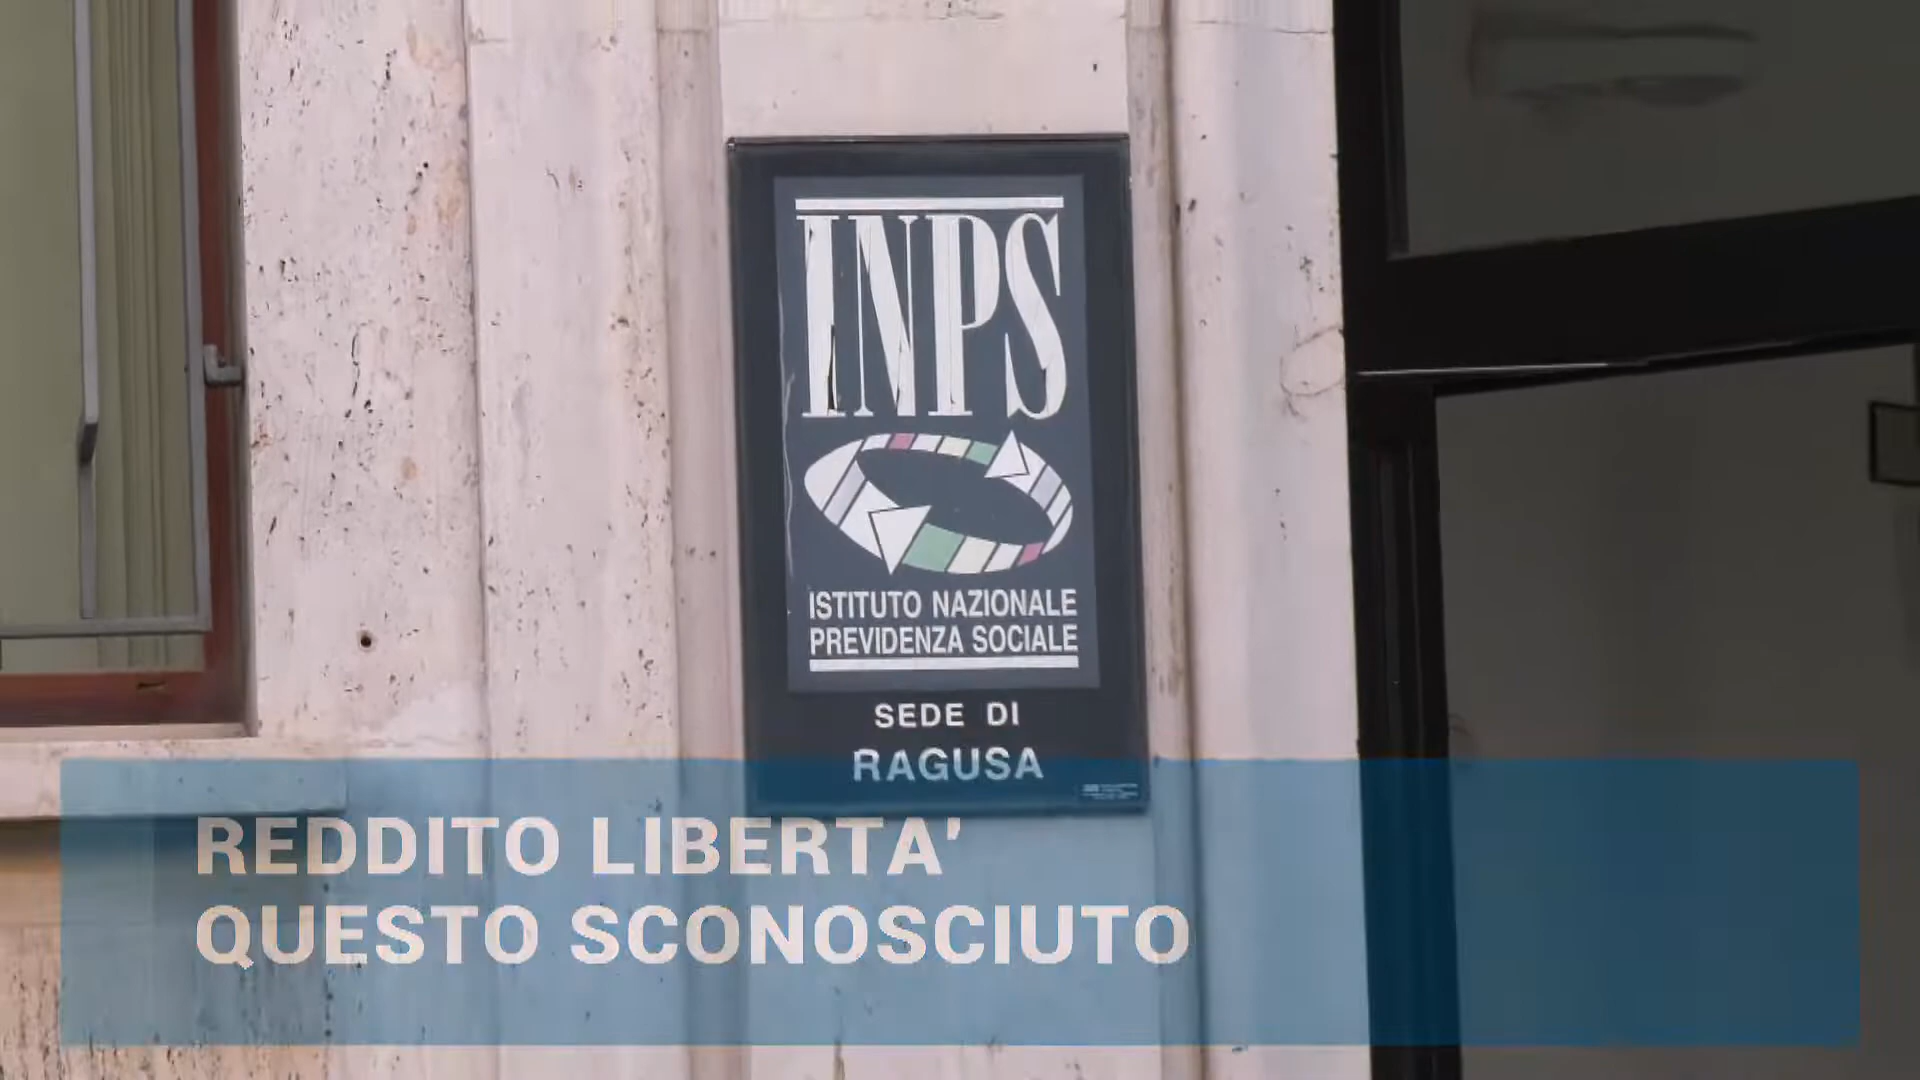 INPS
ISTITUTO NAZIONALE
PREVIDENZA SOCIALE
SEDE DI
RAGUSA
REDDITO LIBERTA'
QUESTO SCONOSCIUTO